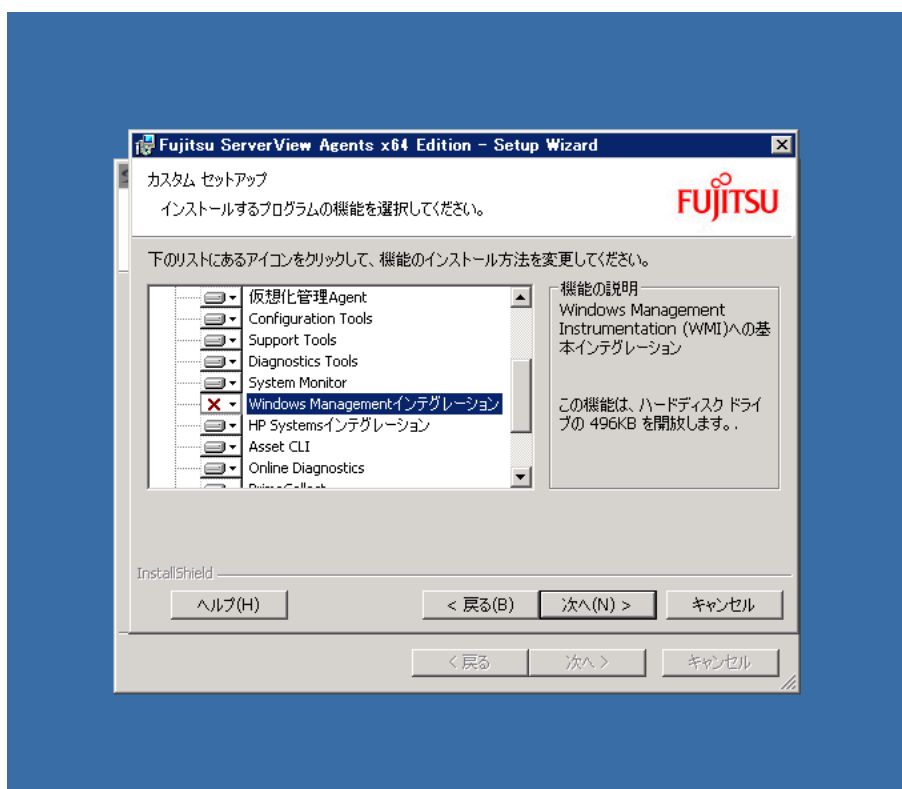 Fujitsu ServerView Agents x64 Edition - Setup Wizard
カスタム セットアップ
インストールするプログラムの機能を選択してください。
FUJITSU
下のリストにあるアイコンをクリックして、機能のインストール方法を変更してください。
仮想化管理Agent
Configuration Tools
Support Tools
Diagnostics Tools
System Monitor
Windows Managementインテグレーション
HP Systemsインテグレーション
Asset CLI
Online Diagnostics
機能の説明
Windows Management
Instrumentation (WMI)への基
本インテグレーション
この機能は、ハードディスク ドライ
ブの 496KB を開放します。.
InstallShield
ヘルプ(H)
< 戻る(B)
次へ(N) >
キャンセル
< 戻る
次へ >
キャンセル